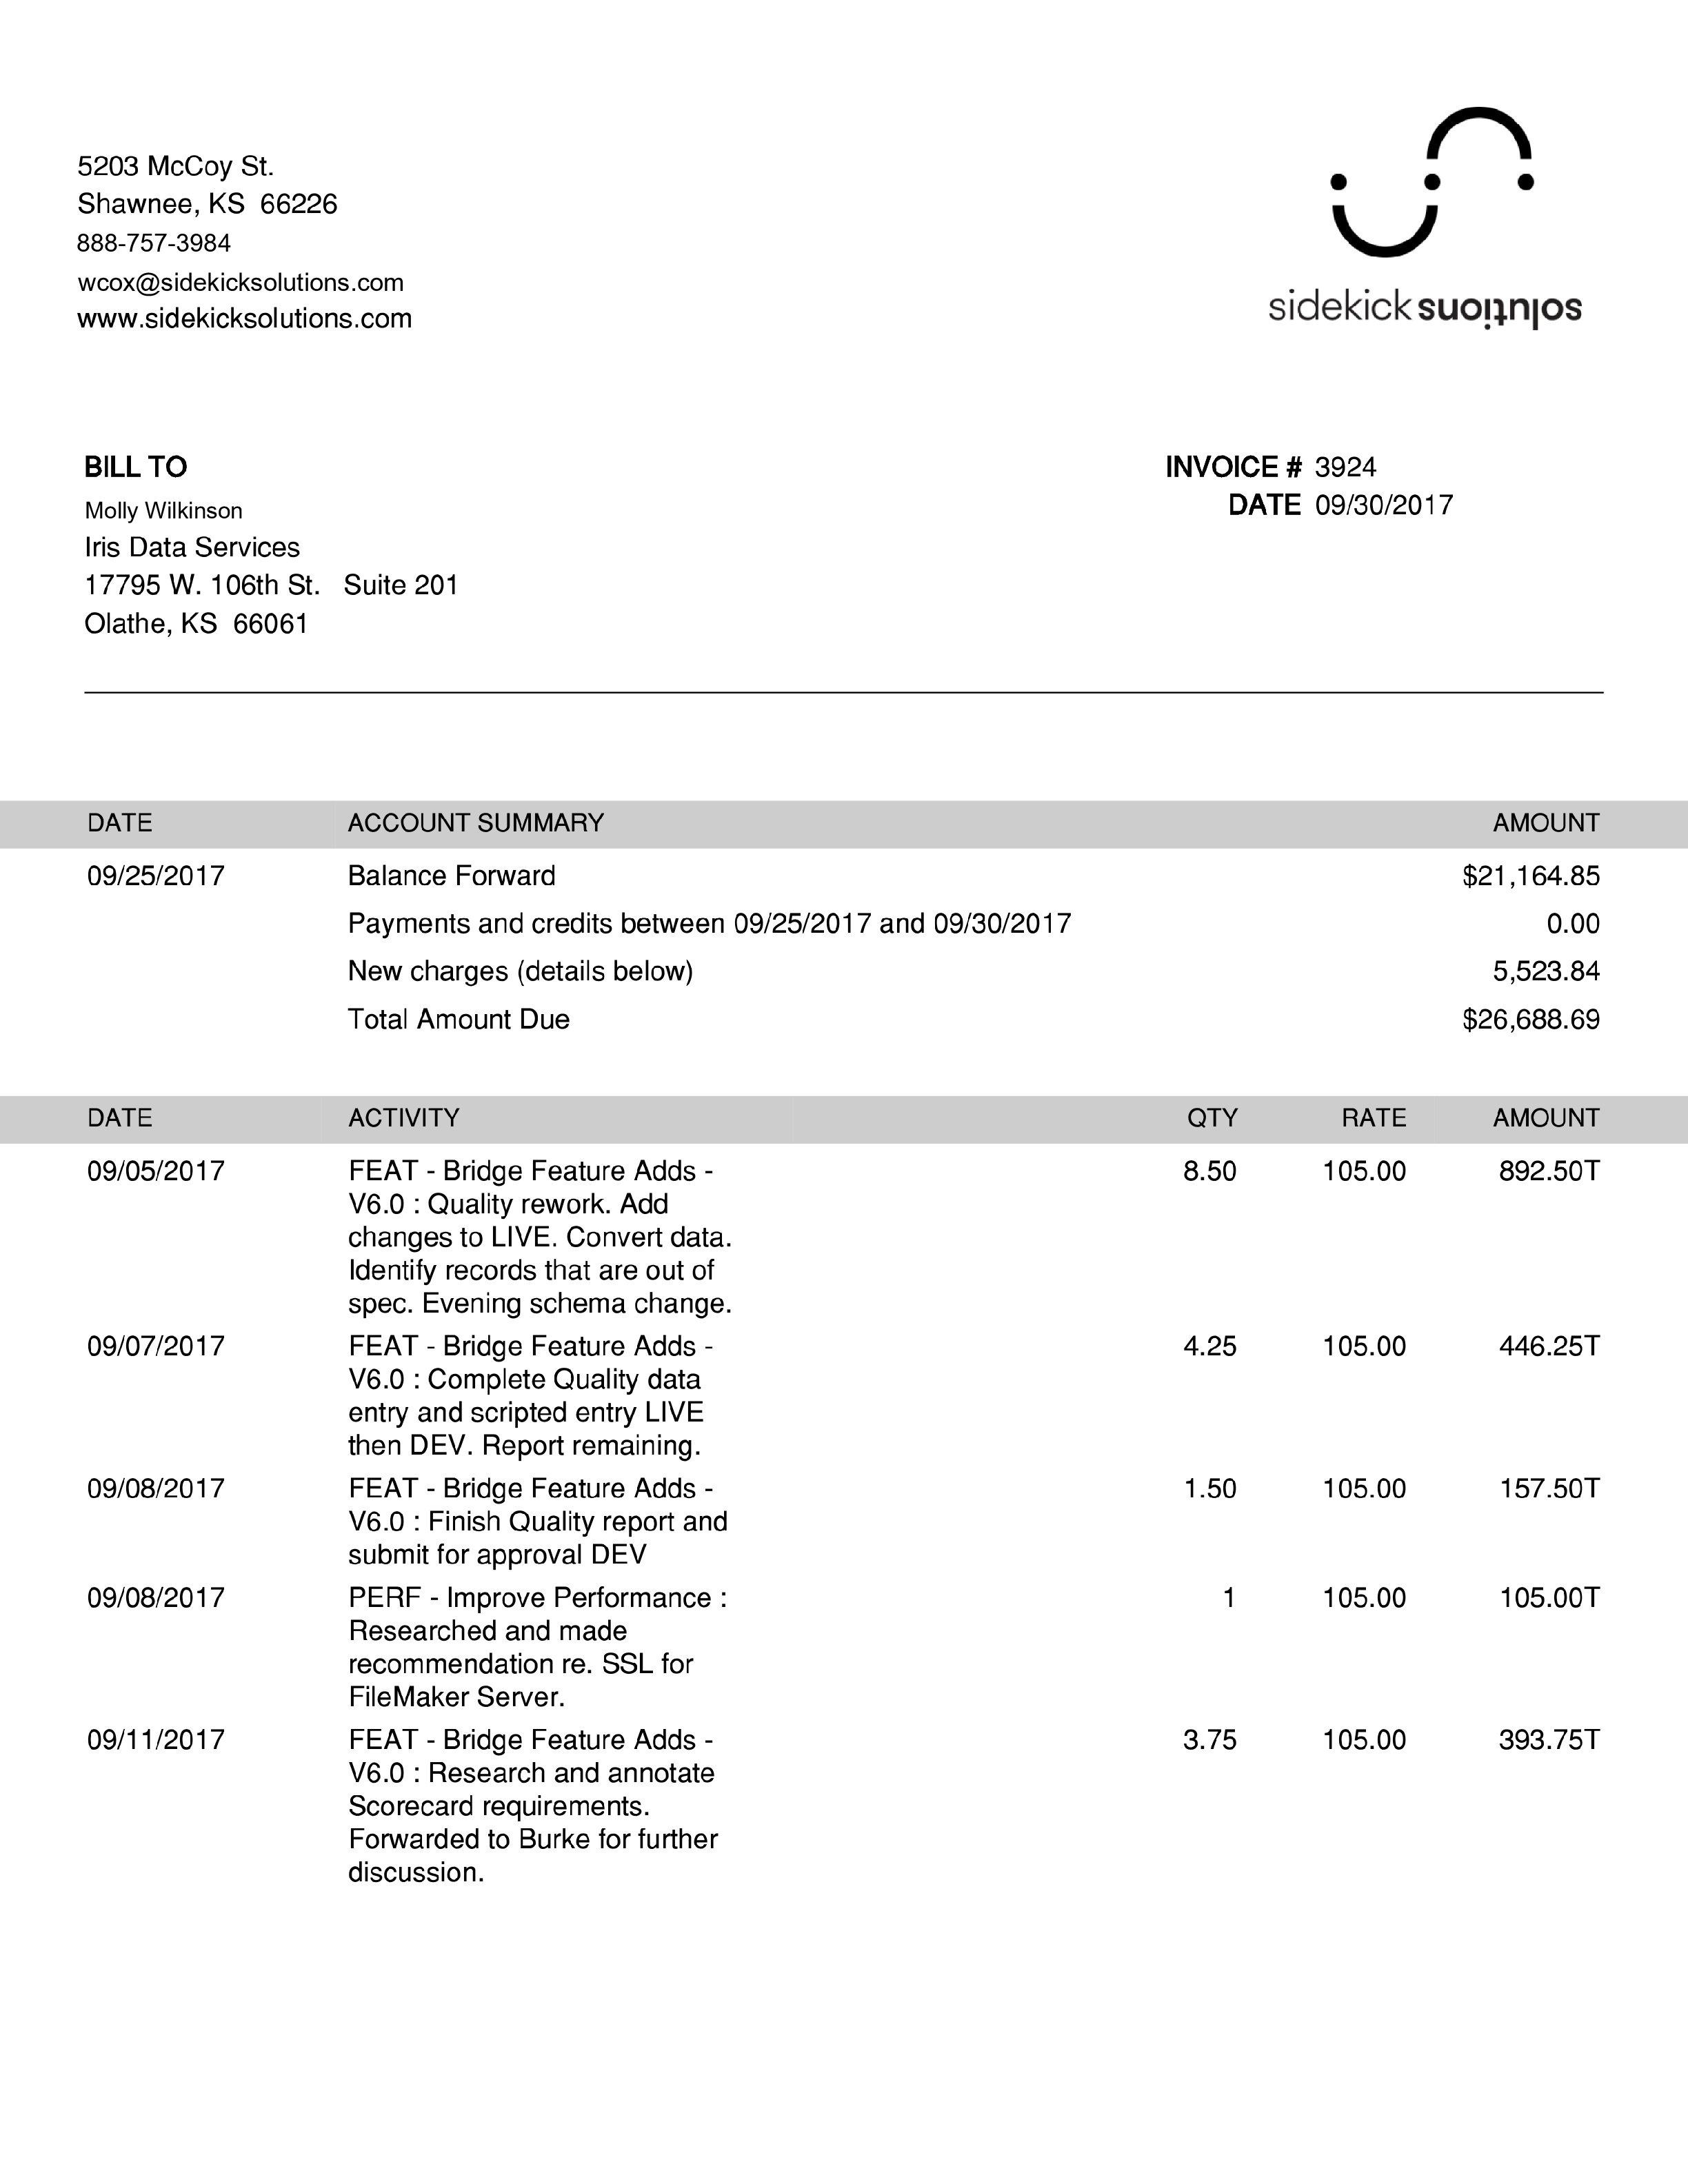 5203 McCoy St.
Shawnee, KS  66226
888-757-3984
wcox@sidekicksolutions.com
www.sidekicksolutions.com
sidekick solutions
BILL TO
Molly Wilkinson
Iris Data Services
17795 W. 106th St.   Suite 201
Olathe, KS  66061
INVOICE # 3924
DATE 09/30/2017
DATE ACCOUNT SUMMARY AMOUNT
09/25/2017 Balance Forward $21,164.85
Payments and credits between 09/25/2017 and 09/30/2017 0.00
New charges (details below) 5,523.84
Total Amount Due $26,688.69
DATE ACTIVITY QTY RATE AMOUNT
09/05/2017 FEAT - Bridge Feature Adds - 8.50 105.00 892.50T
V6.0 : Quality rework. Add
changes to LIVE. Convert data.
Identify records that are out of
spec. Evening schema change.
09/07/2017 FEAT - Bridge Feature Adds - 4.25 105.00 446.25T
V6.0 : Complete Quality data
entry and scripted entry LIVE
then DEV. Report remaining.
09/08/2017 FEAT - Bridge Feature Adds - 1.50 105.00 157.50T
V6.0 : Finish Quality report and
submit for approval DEV
09/08/2017 PERF - Improve Performance : 1 105.00 105.00T
Researched and made
recommendation re. SSL for
FileMaker Server.
09/11/2017 FEAT - Bridge Feature Adds - 3.75 105.00 393.75T
V6.0 : Research and annotate
Scorecard requirements.
Forwarded to Burke for further
discussion.